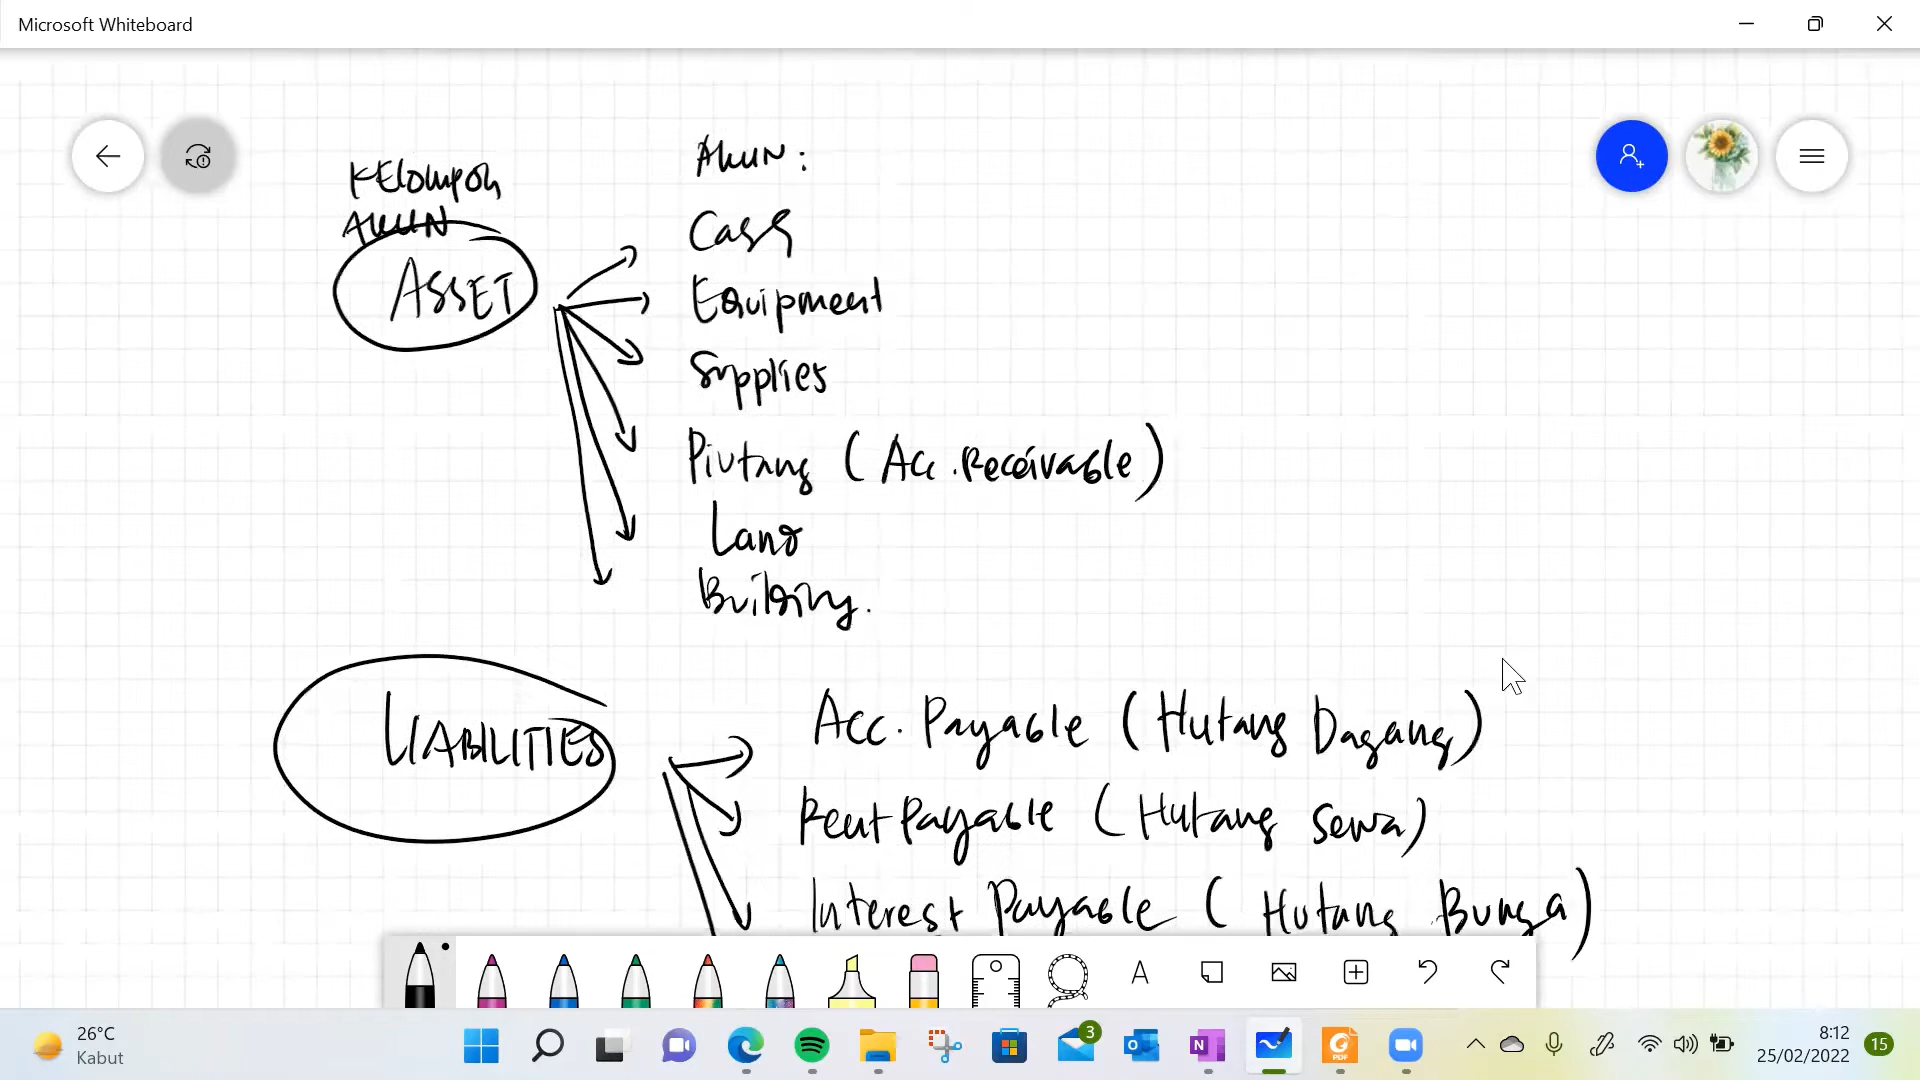 Microsoft Whiteboard
KElompok
AkUN
AkUN :
ASSET
Cash
Equipment
Supplies
Piutang (Acc. Receivable)
Land
Building.
LIABILITIES
Acc. Payable (Hutang Dagang)
Rent Payable (Hutang Sewa)
Interest Payable (Hutang Bunga)
A
26°C
Kabut
3
N
PDF
8:12
25/02/2022
15